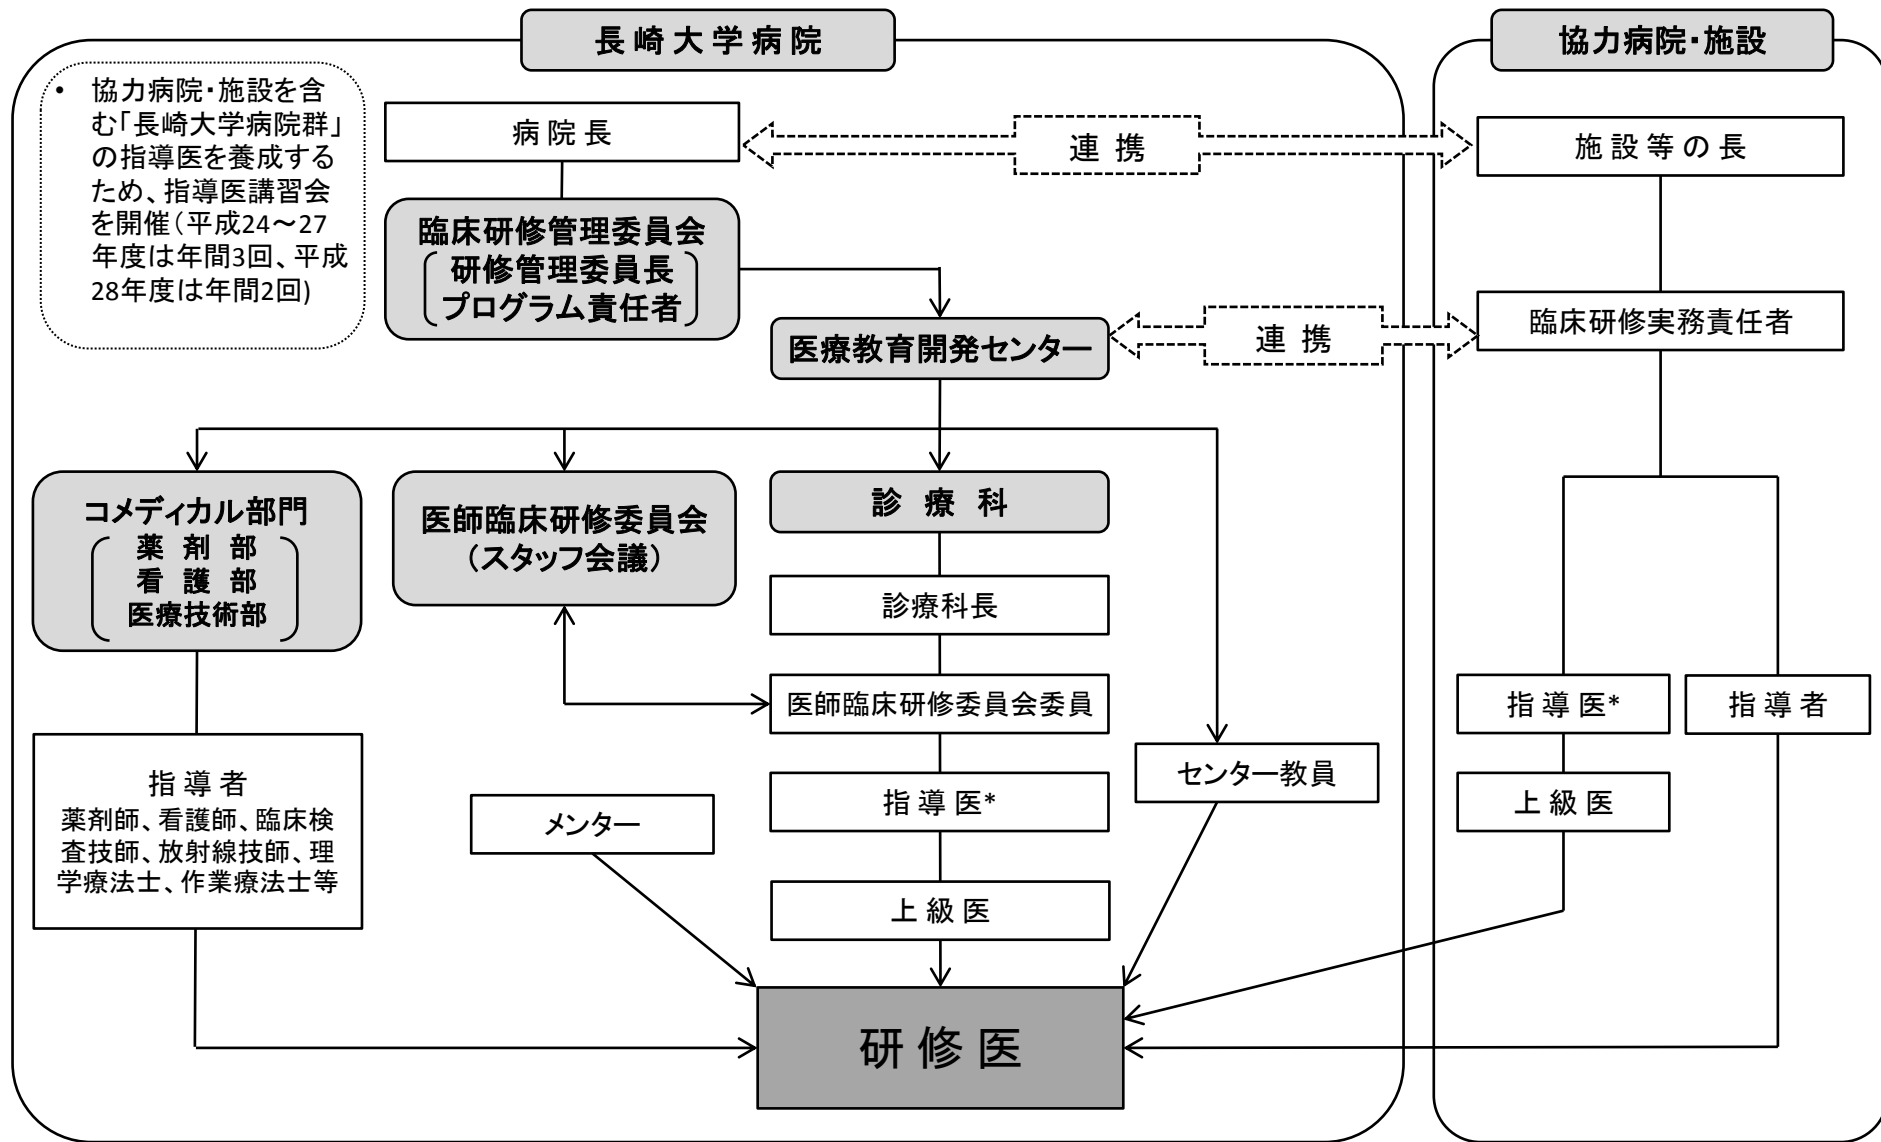 長崎大学病院
協力病院・施設
• 協力病院・施設を含
む「長崎大学病院群」
の指導医を養成する
ため、指導医講習会
を開催（平成24～27
年度は年間3回、平成
28年度は年間2回)
病院長
連携
施設等の長
臨床研修管理委員会
研修管理委員長
プログラム責任者
医療教育開発センター
連携
臨床研修実務責任者
コメディカル部門
薬剤部
看護部
医療技術部
医師臨床研修委員会
（スタッフ会議）
診療科
診療科長
医師臨床研修委員会委員
指導医*
上級医
センター教員
メンター
指導者
薬剤師、看護師、臨床検
査技師、放射線技師、理
学療法士、作業療法士等
指導医*
指導者
上級医
研修医